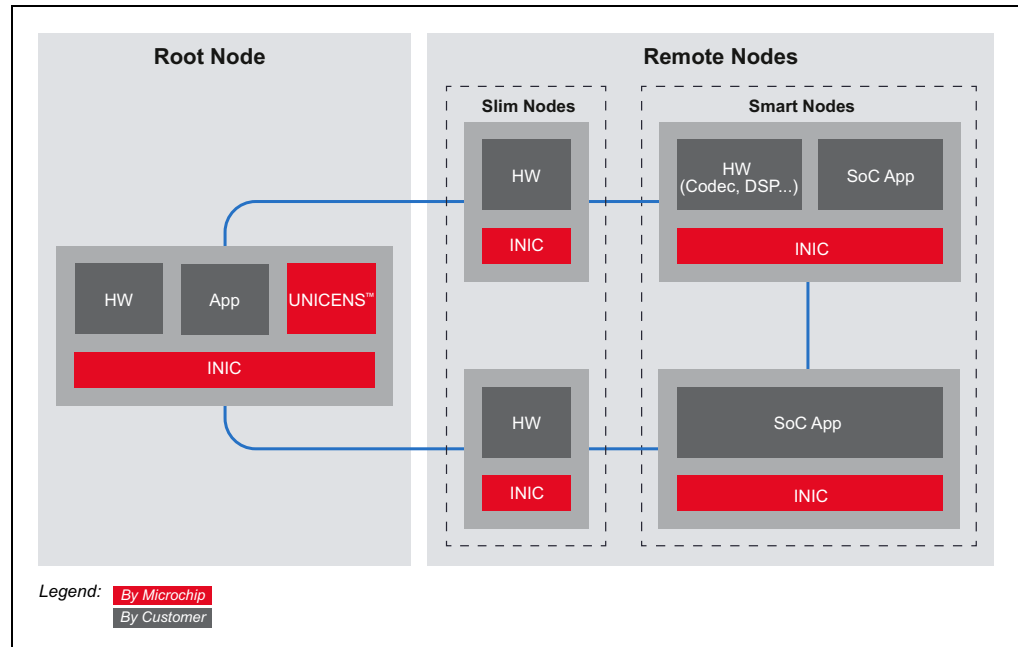 Root Node
HW
App
UNICENS™
INIC
Remote Nodes
Slim Nodes
HW
INIC
HW
INIC
Smart Nodes
HW
(Codec, DSP...)
SoC App
INIC
SoC App
INIC
Legend:
By Microchip
By Customer